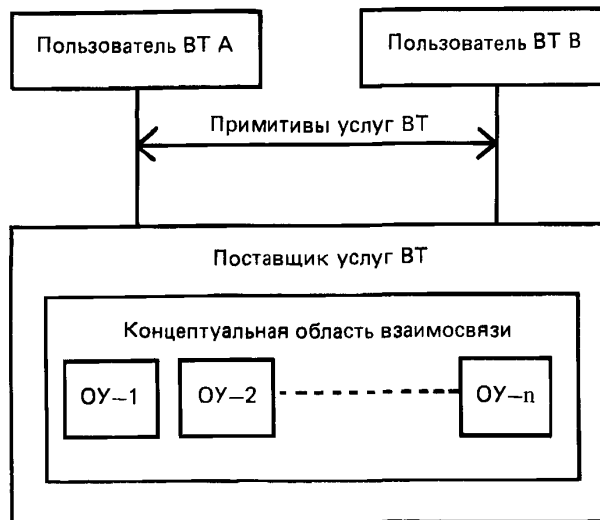 Пользователь ВТ А
Пользователь ВТ В
Примитивы услуг ВТ
Поставщик услуг ВТ
Концептуальная область взаимосвязи
ОУ–1
ОУ–2
ОУ–n